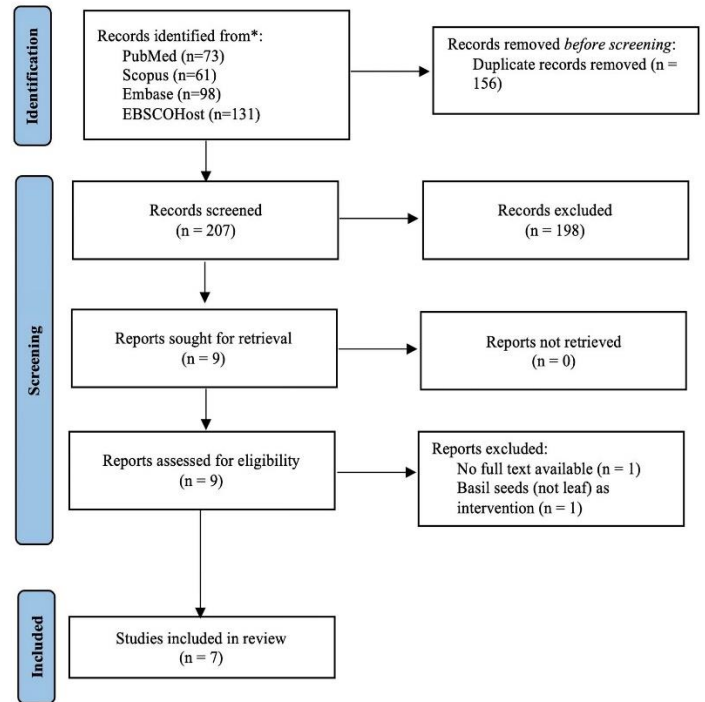 Identification
Records identified from*:
PubMed (n=73)
Scopus (n=61)
Embase (n=98)
EBSCOHost (n=131)
Records removed before screening:
Duplicate records removed (n =
156)
Screening
Records screened
(n = 207)
Records excluded
(n = 198)
Reports sought for retrieval
(n = 9)
Reports not retrieved
(n = 0)
Reports assessed for eligibility
(n = 9)
Reports excluded:
No full text available (n = 1)
Basil seeds (not leaf) as
intervention (n = 1)
Included
Studies included in review
(n = 7)